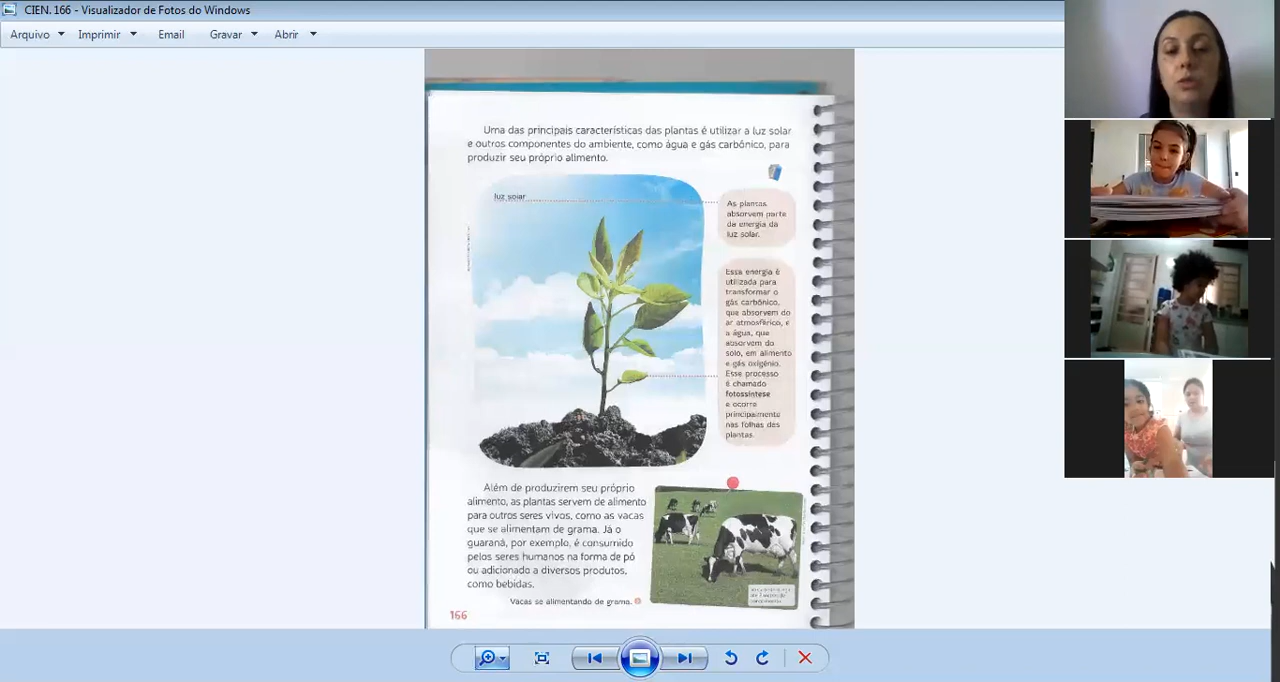 CIEN. 166 - Visualizador de Fotos do Windows
Arquivo Imprimir Email Gravar Abrir
Uma das principais características das plantas é utilizar a luz solar
e outros componentes do ambiente, como água e gás carbônico, para
produzir seu próprio alimento.
luz solar
As plantas
absorvem parte
da energia da
luz solar.
Essa energia é
utilizada para
transformar o
gás carbônico,
que absorvem do
ar atmosférico, e
a água, que
absorvem do
solo, em alimento
e gás oxigênio.
Esse processo
é chamado
fotossíntese
e ocorre
principalmente
nas folhas das
plantas.
Além de produzirem seu próprio
alimento, as plantas servem de alimento
para outros seres vivos, como as vacas
que se alimentam de grama. Já o
guaraná, por exemplo, é consumido
pelos seres humanos na forma de pó
ou adicionado a diversos produtos,
como bebidas.
Vacas se alimentando de grama.
166